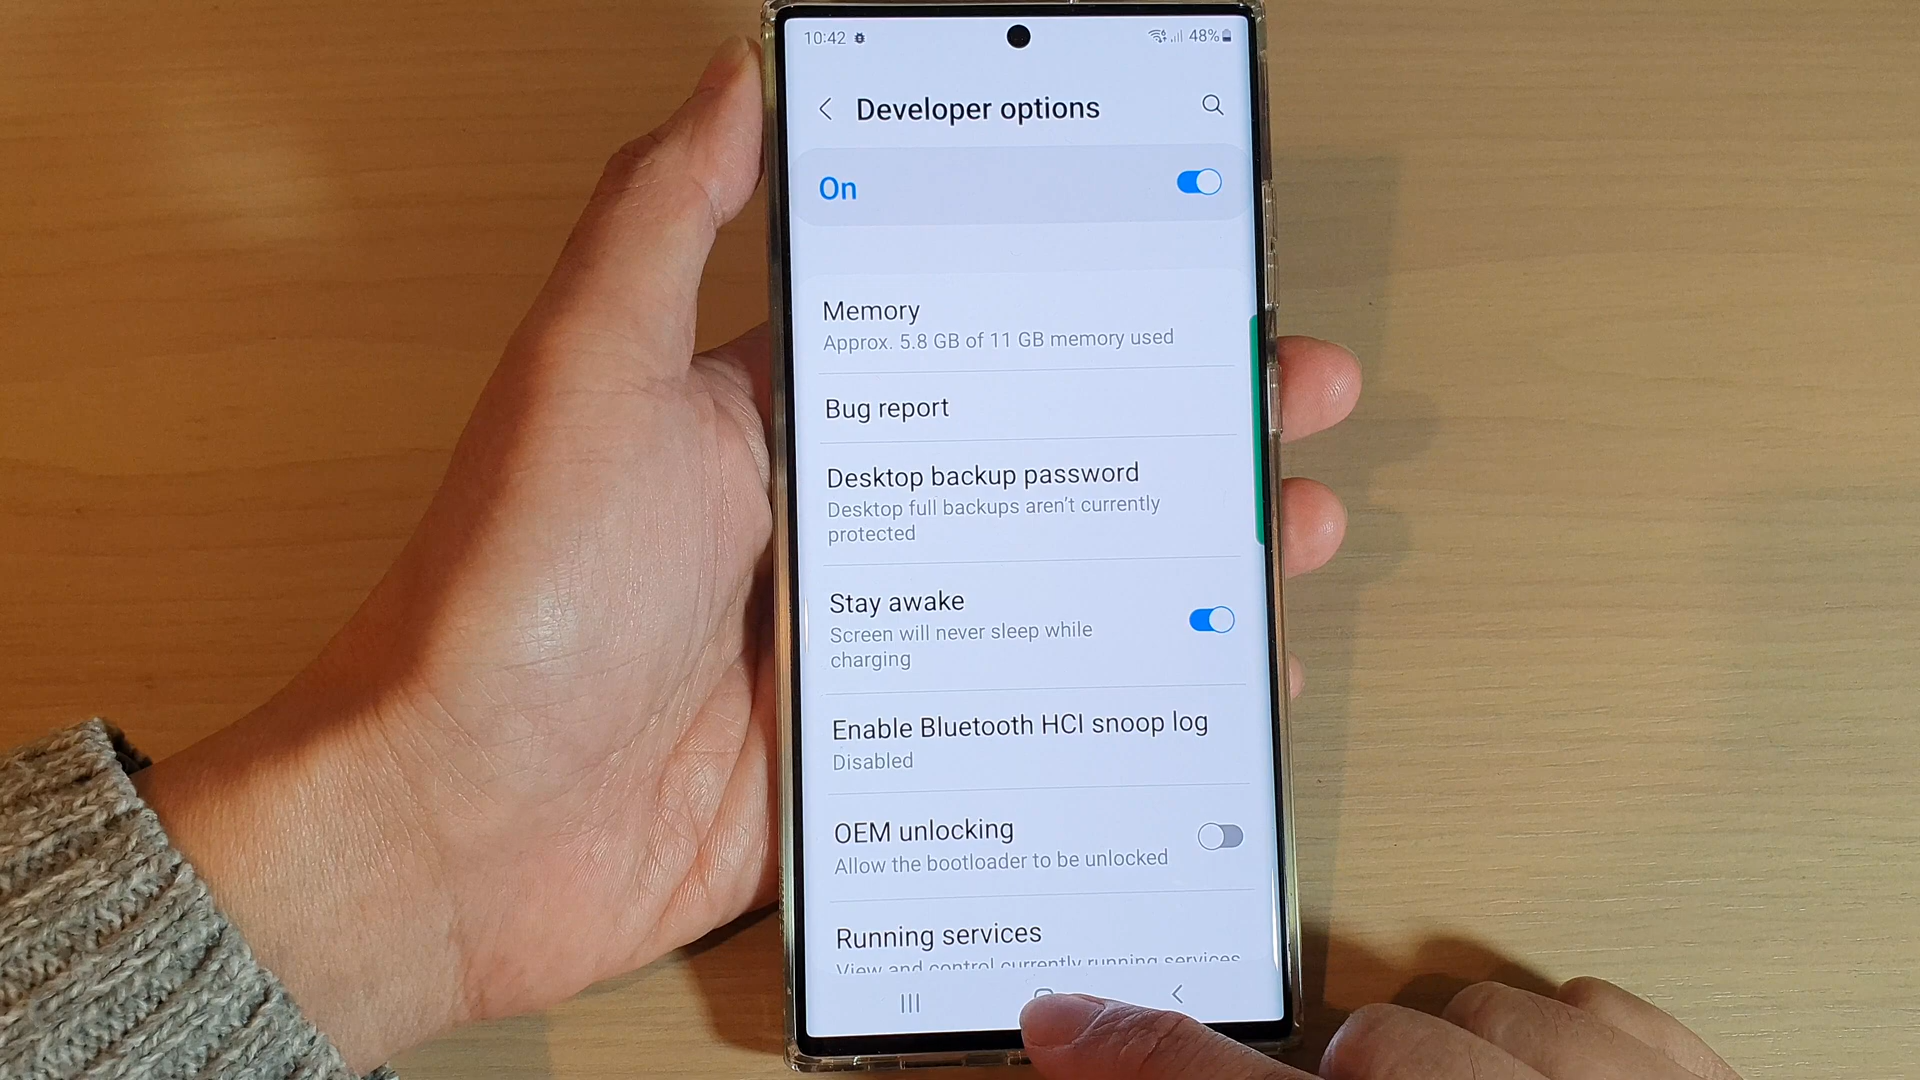 10:42
48%
Developer options
On
Memory
Approx. 5.8 GB of 11 GB memory used
Bug report
Desktop backup password
Desktop full backups aren't currently
protected
Stay awake
Screen will never sleep while
charging
Enable Bluetooth HCI snoop log
Disabled
OEM unlocking
Allow the bootloader to be unlocked
Running services
View and control currently running services